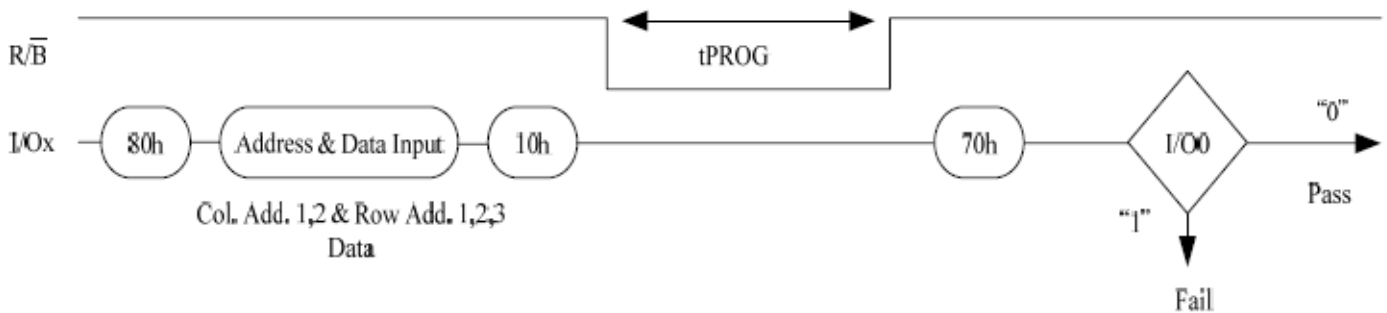 R/B̅
tPROG
I/Ox
80h
Address & Data Input
10h
70h
I/O0
“0”
Pass
Col. Add. 1,2 & Row Add. 1,2,3
Data
“1”
Fail